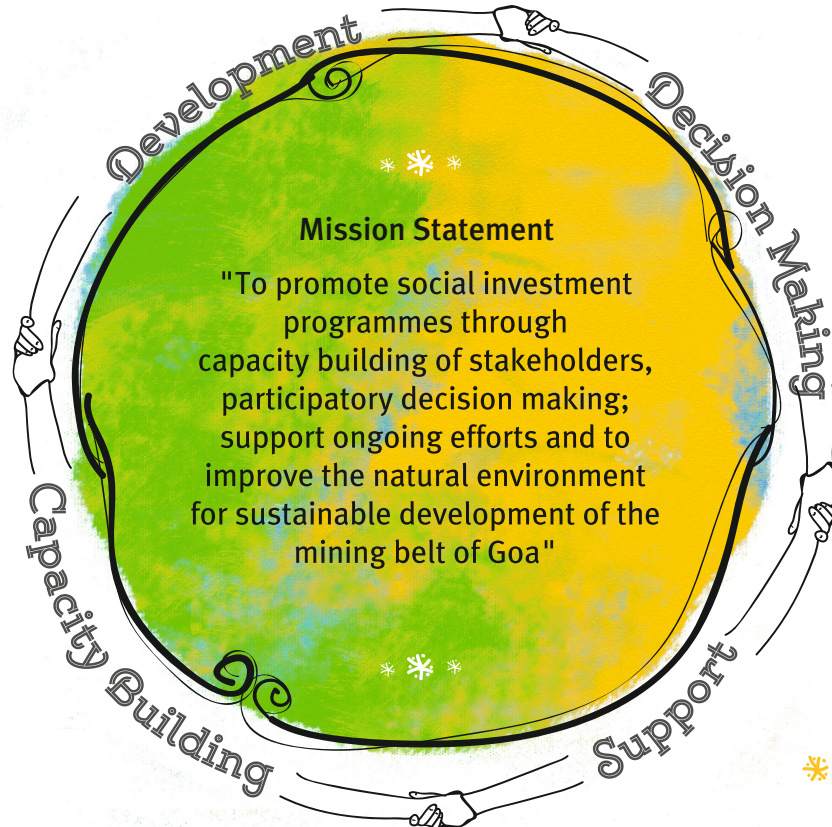 Development
Decision Making
Mission Statement
"To promote social investment
programmes through
capacity building of stakeholders,
participatory decision making;
support ongoing efforts and to
improve the natural environment
for sustainable development of the
mining belt of Goa"
Capacity Building
Support